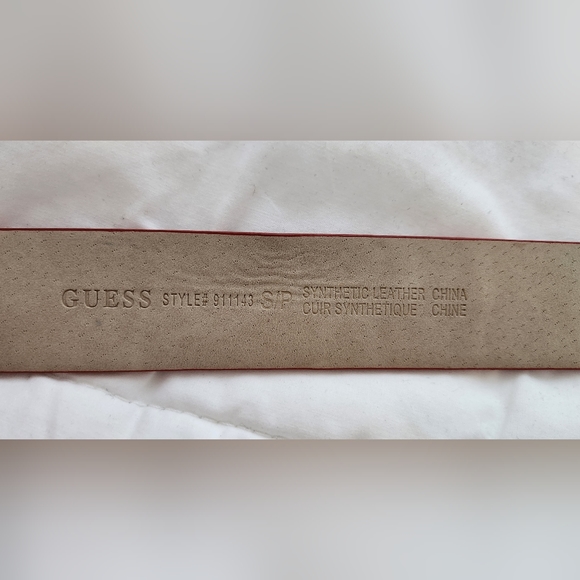 GUESS STYLE# 911143 S/P SYNTHETIC LEATHER CHINA
CUIR SYNTHETIQUE CHINE